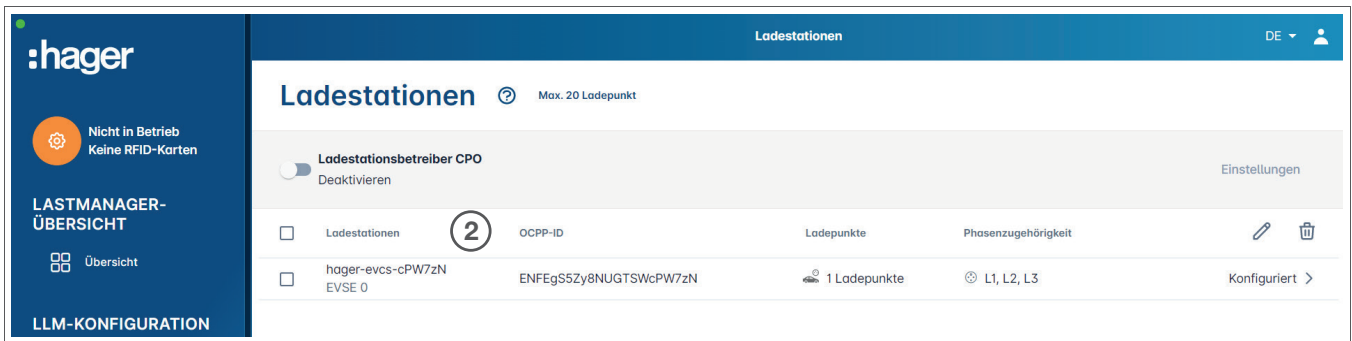 :hager
Ladestationen
DE
Ladestationen
Max. 20 Ladepunkt
Nicht in Betrieb
Keine RFID-Karten
Ladestationsbetreiber CPO
Deaktivieren
Einstellungen
LASTMANAGER-
ÜBERSICHT
Übersicht
LLM-KONFIGURATION
Ladestationen
2
OCPP-ID
Ladepunkte
Phasenzugehörigkeit
hager-evcs-cPW7zN
EVSE 0
ENFEgS5Zy8NUGTSWcPW7zN
1 Ladepunkte
L1, L2, L3
Konfiguriert